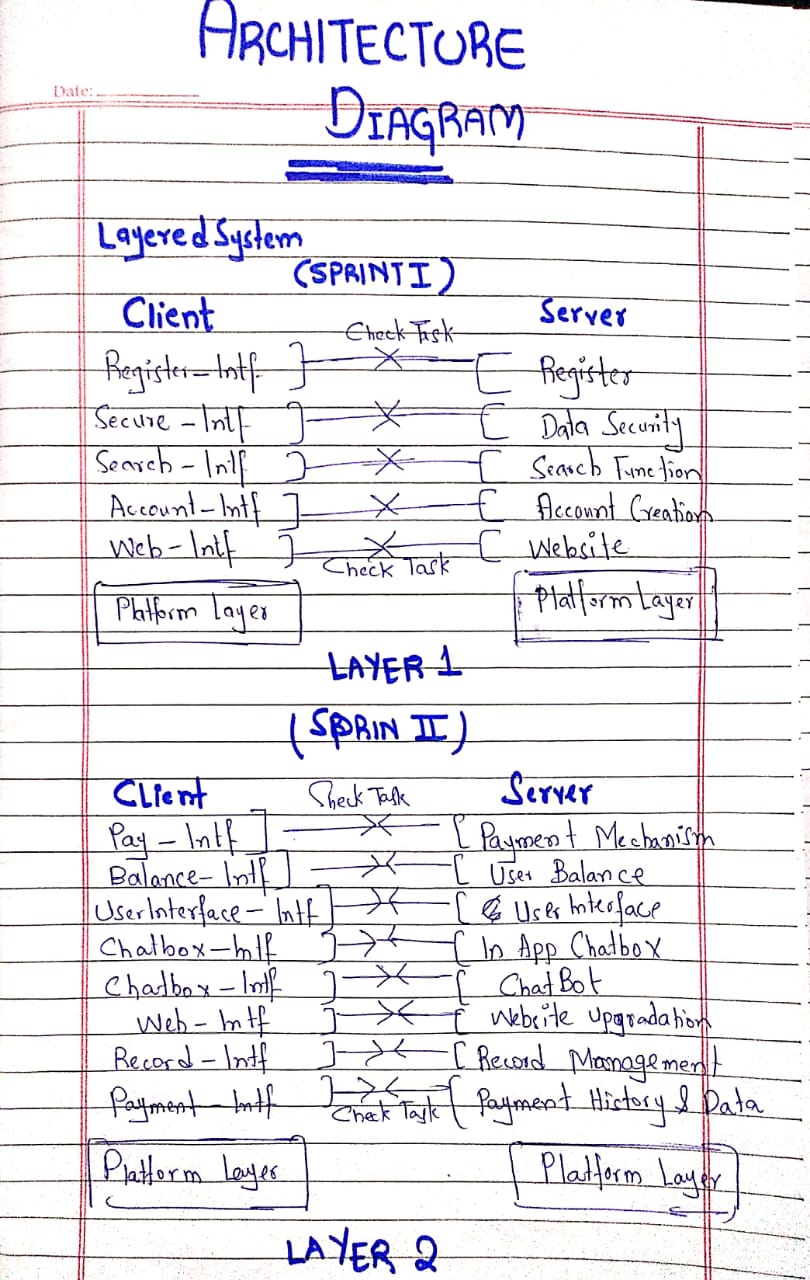 ARCHITECTURE
Date:
DIAGRAM
Layered System
(SPRINT I)
Client Server
Check Task
Register-Intf Register
Secure-Intf Data Security
Search-Intf Search Function
Account-Intf Account Creation
Web-Intf Website
Check Task
Platform Layer Platform Layer
LAYER 1
(SPRIN II)
Client Check Task Server
Pay-Intf Payment Mechanism
Balance-Intf User Balance
UserInterface-Intf User Interface
Chatbox-Intf In App Chatbox
Chatbox-Intf ChatBot
Web-Intf Website Upgradation
Record-Intf Record Management
Payment-Intf Payment History & Data
Check Task
Platform Layer Platform Layer
LAYER 2